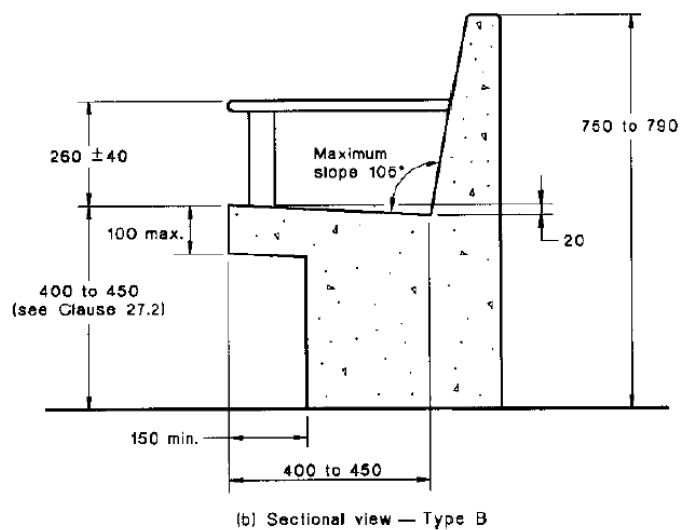 750 to 790
260 ±40
Maximum
slope 105°
100 max.
20
400 to 450
(see Clause 27.2)
150 min.
400 to 450
(b) Sectional view — Type B